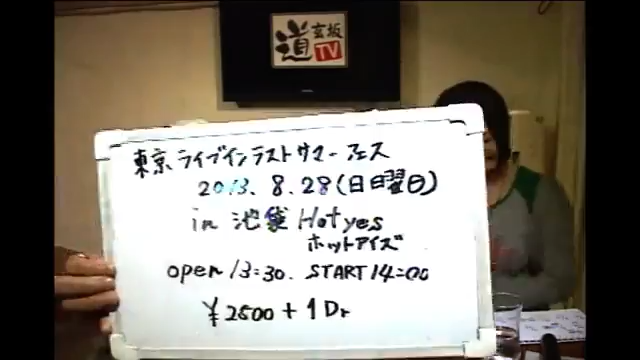 道玄坂
TV
東京ライブインラストサマーフェス
2013.8.28(日曜日)
in 池袋 Hotyes
ホットアイズ
open 13:30. START 14:00
¥2500+1Dr